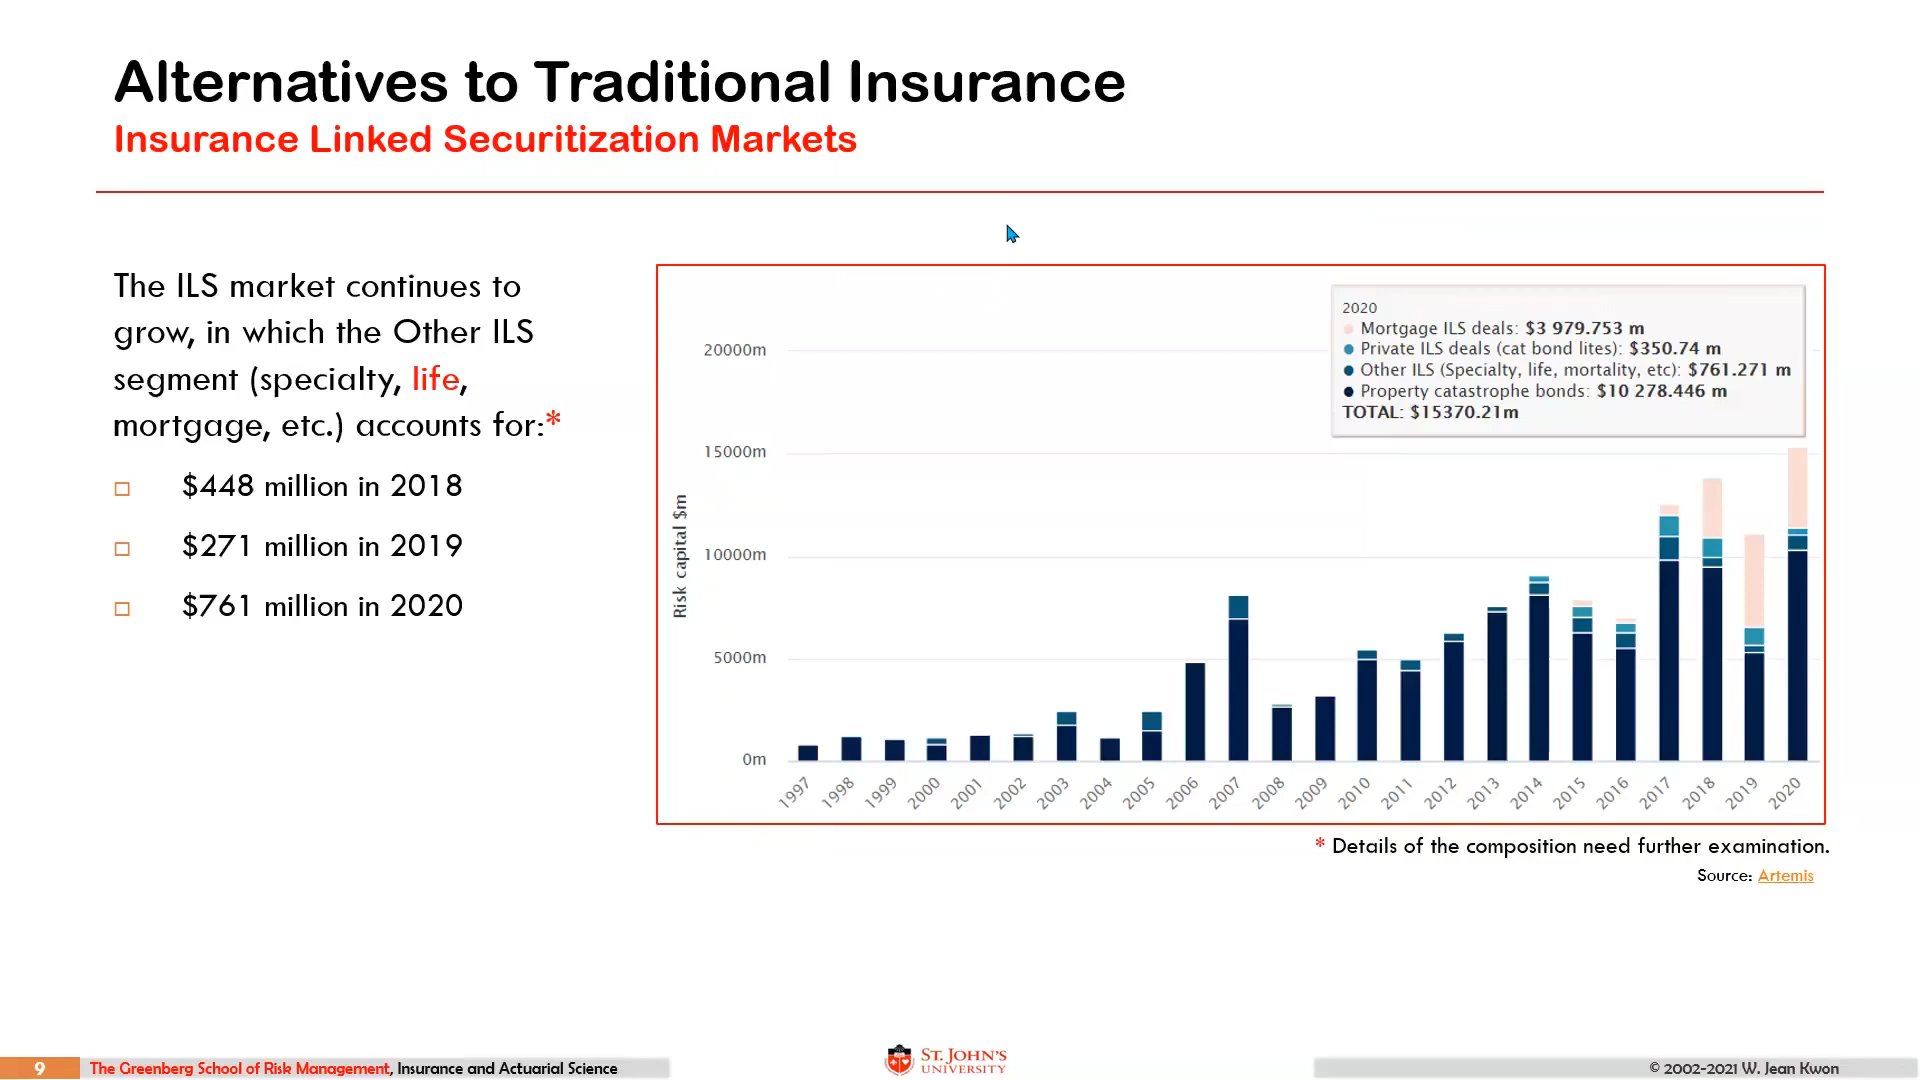 Alternatives to Traditional Insurance
Insurance Linked Securitization Markets
The ILS market continues to
grow, in which the Other ILS
segment (specialty, life,
mortgage, etc.) accounts for:*
$448 million in 2018
$271 million in 2019
$761 million in 2020
2020
Mortgage ILS deals: $3 979.753 m
Private ILS deals (cat bond lites): $350.74 m
Other ILS (Specialty, life, mortality, etc): $761.271 m
Property catastrophe bonds: $10 278.446 m
TOTAL: $15370.21m
Risk capital $m
20000m
15000m
10000m
5000m
0m
1997
1998
1999
2000
2001
2002
2003
2004
2005
2006
2007
2008
2009
2010
2011
2012
2013
2014
2015
2016
2017
2018
2019
2020
* Details of the composition need further examination.
Source: Artemis
9
The Greenberg School of Risk Management, Insurance and Actuarial Science
ST. JOHN'S
UNIVERSITY
© 2002-2021 W. Jean Kwon